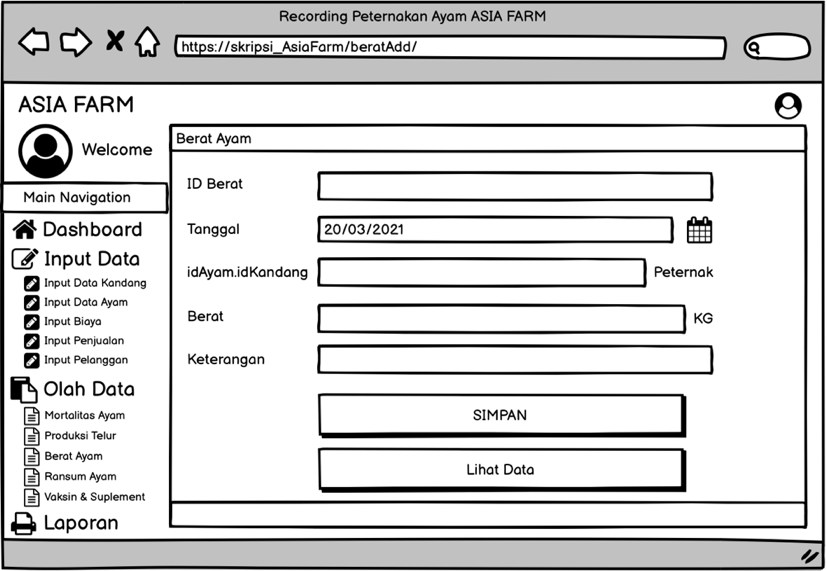 Recording Peternakan Ayam ASIA FARM
https://skripsi_AsiaFarm/beratAdd/
ASIA FARM
Welcome
Main Navigation
Dashboard
Input Data
Input Data Kandang
Input Data Ayam
Input Biaya
Input Penjualan
Input Pelanggan
Olah Data
Mortalitas Ayam
Produksi Telur
Berat Ayam
Ransum Ayam
Vaksin & Suplement
Laporan
Berat Ayam
ID Berat
Tanggal 20/03/2021
idAyam.idKandang Peternak
Berat KG
Keterangan
SIMPAN
Lihat Data